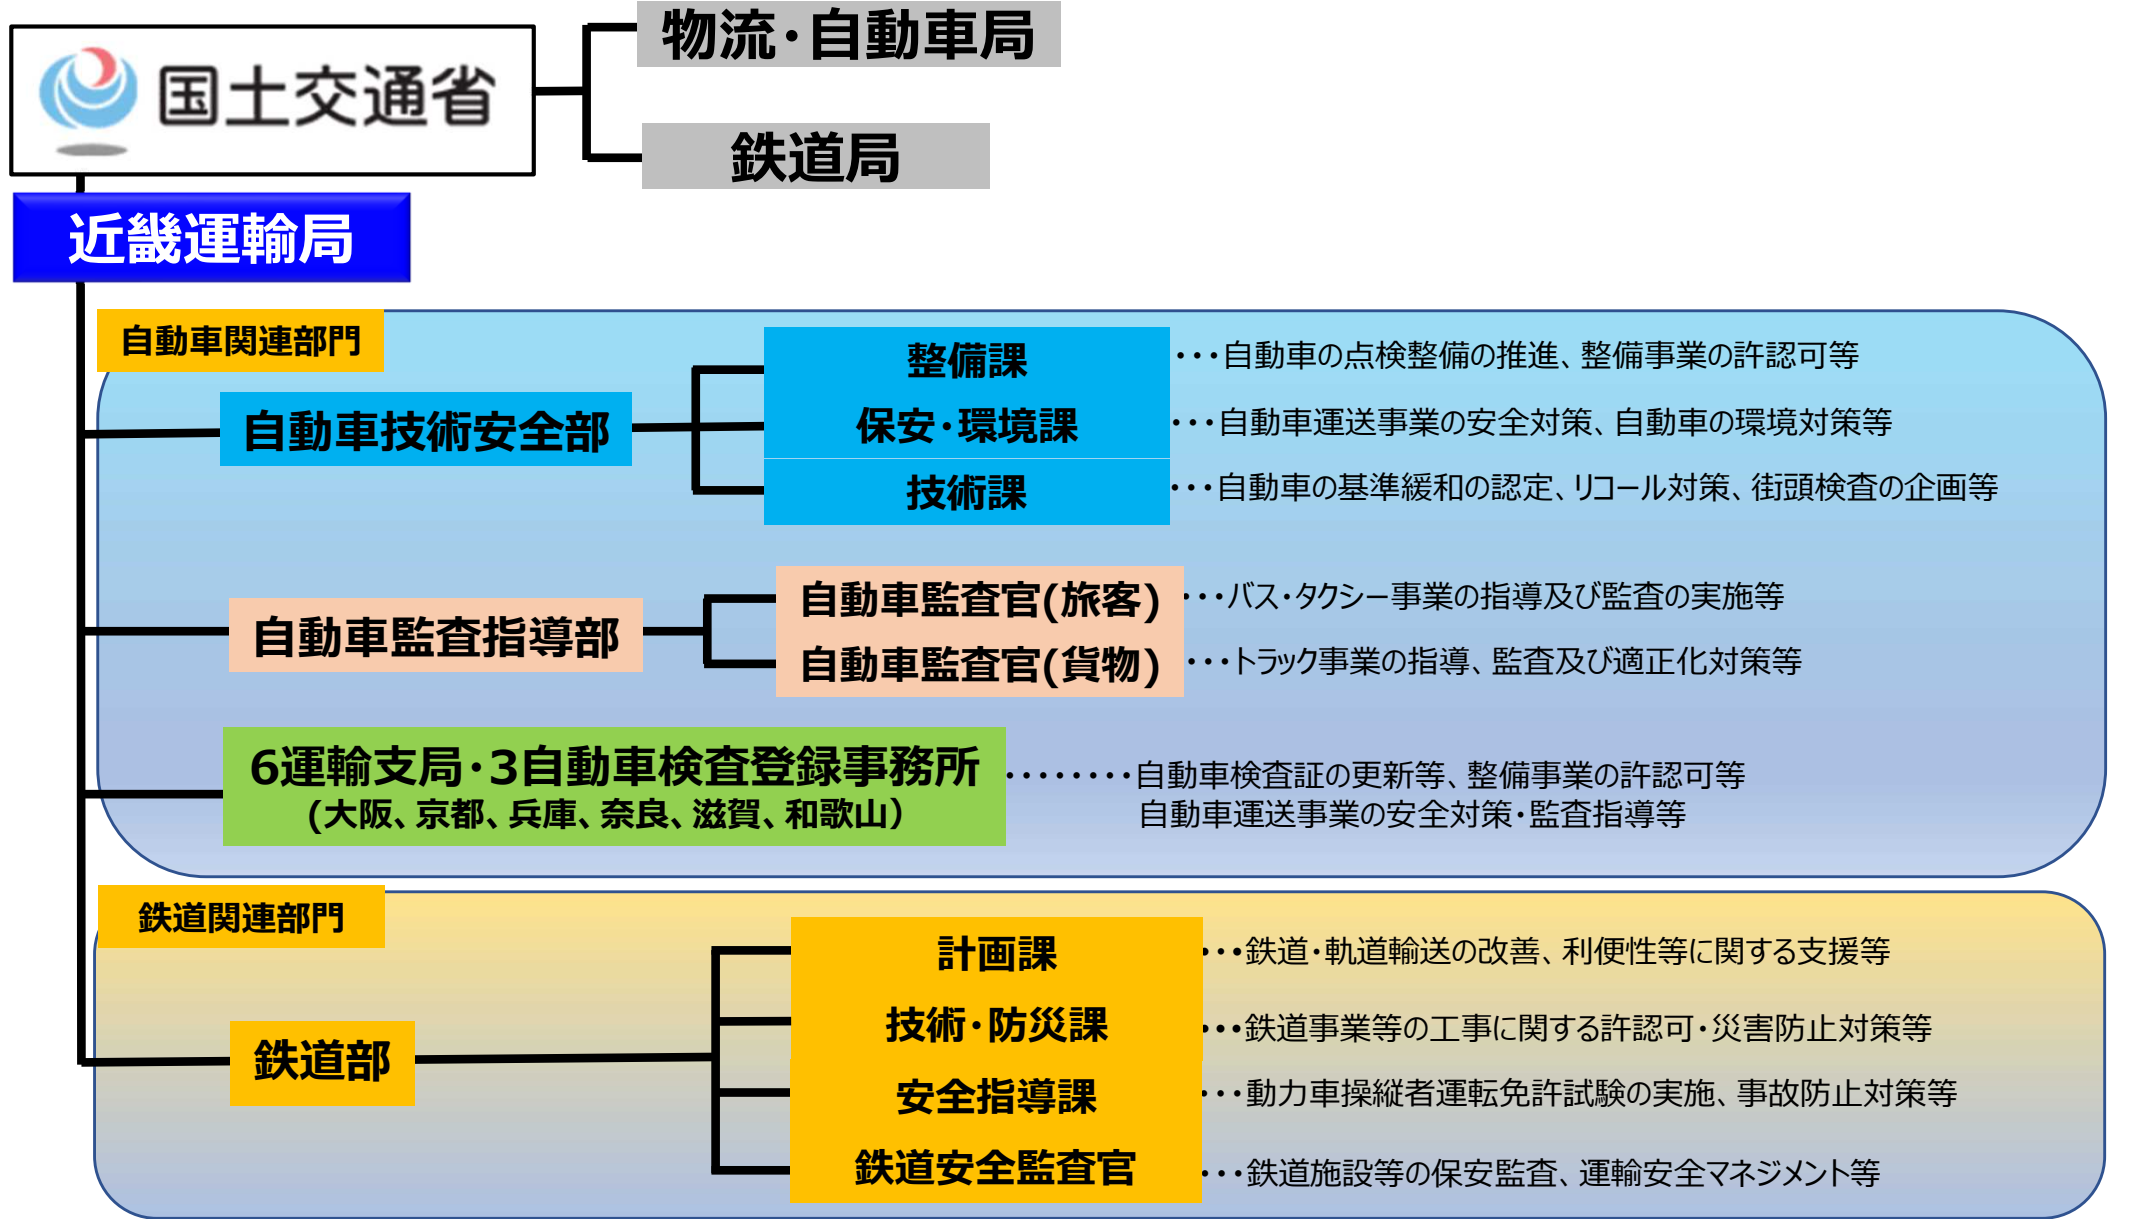 国土交通省
物流・自動車局
鉄道局
近畿運輸局
自動車関連部門
自動車技術安全部
整備課
・・・自動車の点検整備の推進、整備事業の許認可等
保安・環境課
・・・自動車運送事業の安全対策、自動車の環境対策等
技術課
・・・自動車の基準緩和の認定、リコール対策、街頭検査の企画等
自動車監査指導部
自動車監査官(旅客)
・・・バス・タクシー事業の指導及び監査の実施等
自動車監査官(貨物)
・・・トラック事業の指導、監査及び適正化対策等
6運輸支局・3自動車検査登録事務所
(大阪、京都、兵庫、奈良、滋賀、和歌山）
・・・・・・・・自動車検査証の更新等、整備事業の許認可等
自動車運送事業の安全対策・監査指導等
鉄道関連部門
鉄道部
計画課
・・・鉄道・軌道輸送の改善、利便性等に関する支援等
技術・防災課
・・・鉄道事業等の工事に関する許認可・災害防止対策等
安全指導課
・・・動力車操縦者運転免許試験の実施、事故防止対策等
鉄道安全監査官
・・・鉄道施設等の保安監査、運輸安全マネジメント等